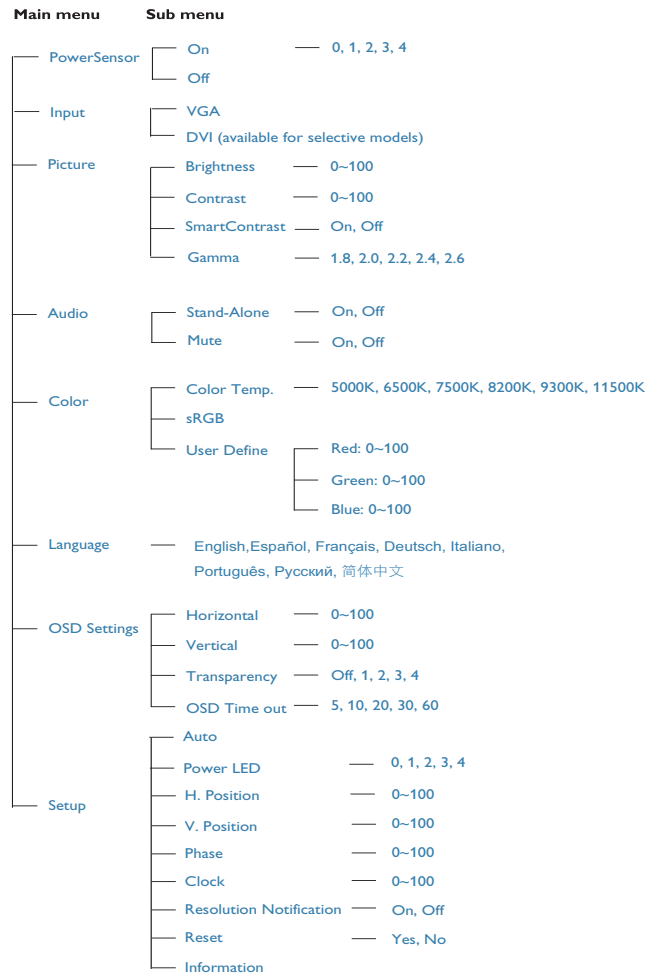 Main menu Sub menu
PowerSensor On 0, 1, 2, 3, 4
Off
Input VGA
DVI (available for selective models)
Picture Brightness 0~100
Contrast 0~100
SmartContrast On, Off
Gamma 1.8, 2.0, 2.2, 2.4, 2.6
Audio Stand-Alone On, Off
Mute On, Off
Color Color Temp. 5000K, 6500K, 7500K, 8200K, 9300K, 11500K
sRGB
User Define Red: 0~100
Green: 0~100
Blue: 0~100
Language English,Español, Français, Deutsch, Italiano,
Português, Русский, 简体中文
OSD Settings Horizontal 0~100
Vertical 0~100
Transparency Off, 1, 2, 3, 4
OSD Time out 5, 10, 20, 30, 60
Setup Auto
Power LED 0, 1, 2, 3, 4
H. Position 0~100
V. Position 0~100
Phase 0~100
Clock 0~100
Resolution Notification On, Off
Reset Yes, No
Information